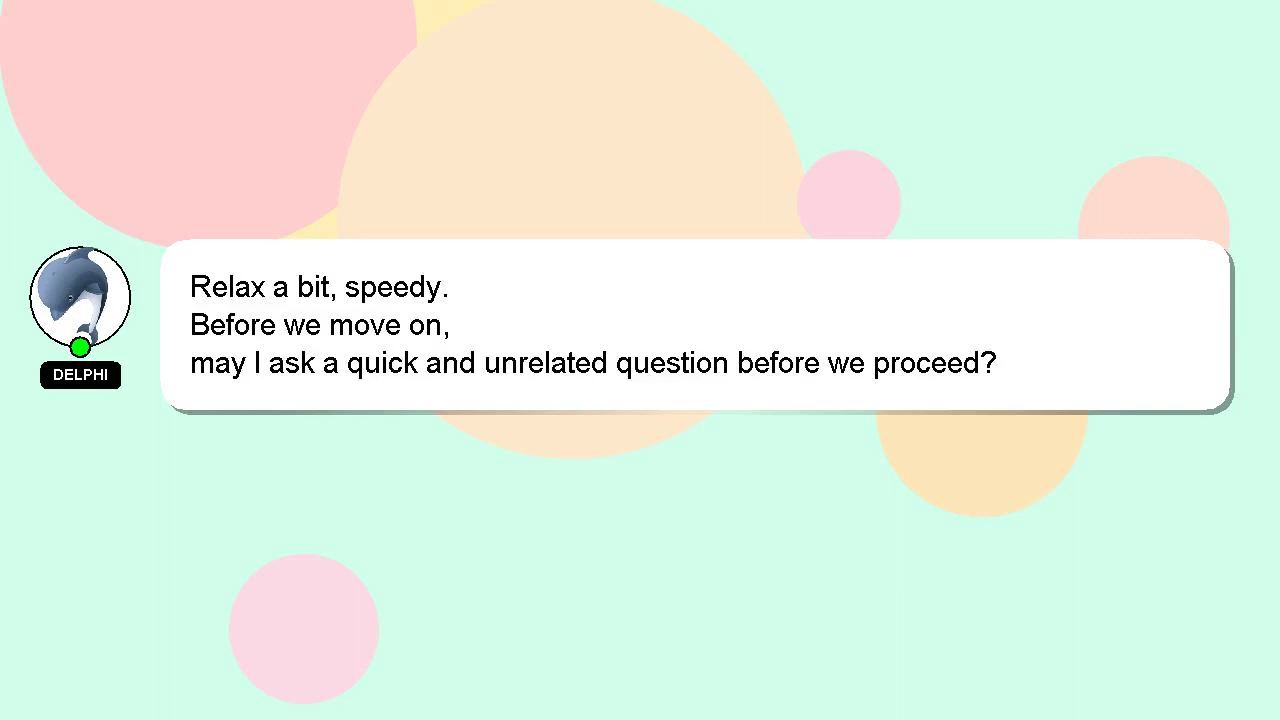 Relax a bit, speedy.
Before we move on,
may I ask a quick and unrelated question before we proceed?
DELPHI